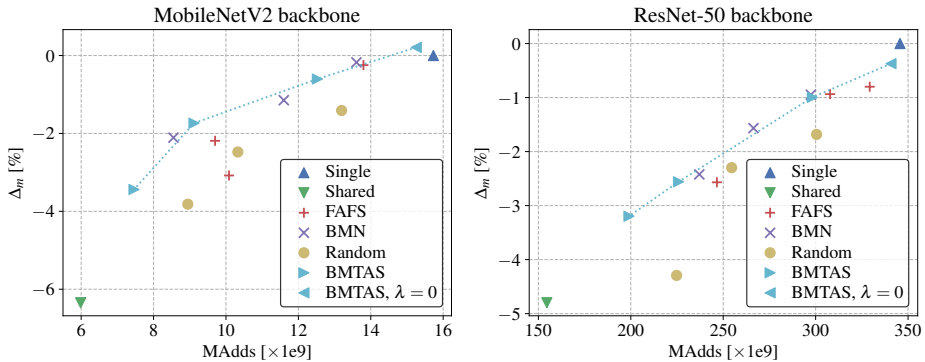 MobileNetV2 backbone
0
−2
−4
−6
Δm [%]
6
8
10
12
14
16
MAdds [×1e9]
Single
Shared
FAFS
BMN
Random
BMTAS
BMTAS, λ = 0
ResNet-50 backbone
0
−1
−2
−3
−4
−5
Δm [%]
150
200
250
300
350
MAdds [×1e9]
Single
Shared
FAFS
BMN
Random
BMTAS
BMTAS, λ = 0